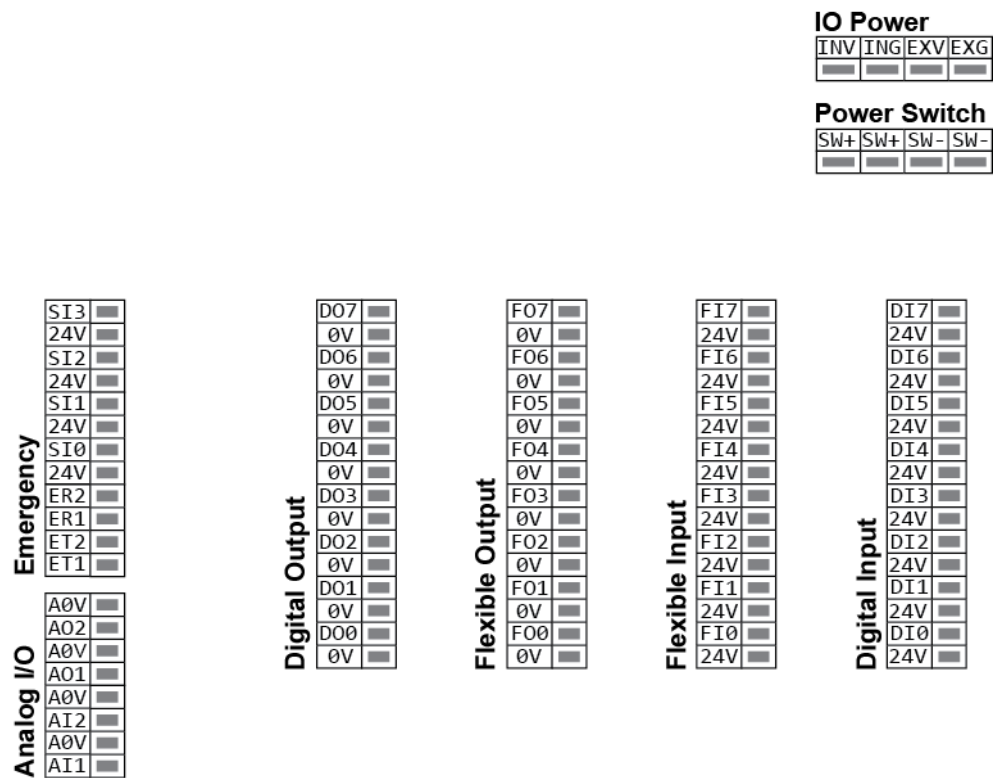 IO Power
INV ING EXV EXG
Power Switch
SW+ SW+ SW- SW-
Emergency
SI3
24V
SI2
24V
SI1
24V
SI0
24V
ER2
ER1
ET2
ET1
Analog I/O
A0V
AO2
A0V
AO1
A0V
AI2
A0V
AI1
Digital Output
DO7
0V
DO6
0V
DO5
0V
DO4
0V
DO3
0V
DO2
0V
DO1
0V
DO0
0V
Flexible Output
FO7
0V
FO6
0V
FO5
0V
FO4
0V
FO3
0V
FO2
0V
FO1
0V
FO0
0V
Flexible Input
FI7
24V
FI6
24V
FI5
24V
FI4
24V
FI3
24V
FI2
24V
FI1
24V
FI0
24V
Digital Input
DI7
24V
DI6
24V
DI5
24V
DI4
24V
DI3
24V
DI2
24V
DI1
24V
DI0
24V